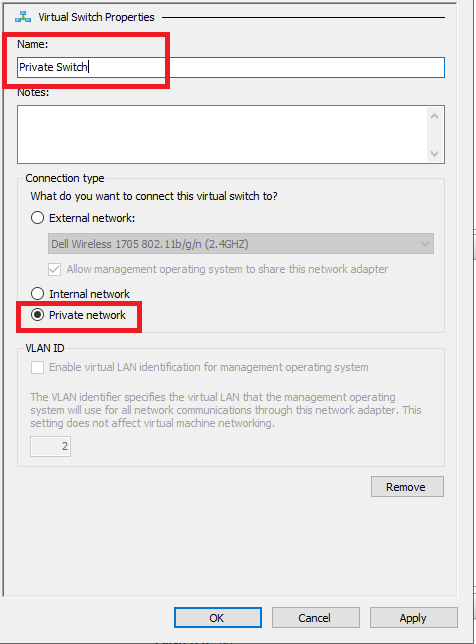 Virtual Switch Properties
Name:
Private Switch
Notes:
Connection type
What do you want to connect this virtual switch to?
External network:
Dell Wireless 1705 802.11b/g/n (2.4GHZ)
Allow management operating system to share this network adapter
Internal network
Private network
VLAN ID
Enable virtual LAN identification for management operating system
The VLAN identifier specifies the virtual LAN that the management operating
system will use for all network communications through this network adapter. This
setting does not affect virtual machine networking.
2
Remove
OK Cancel Apply